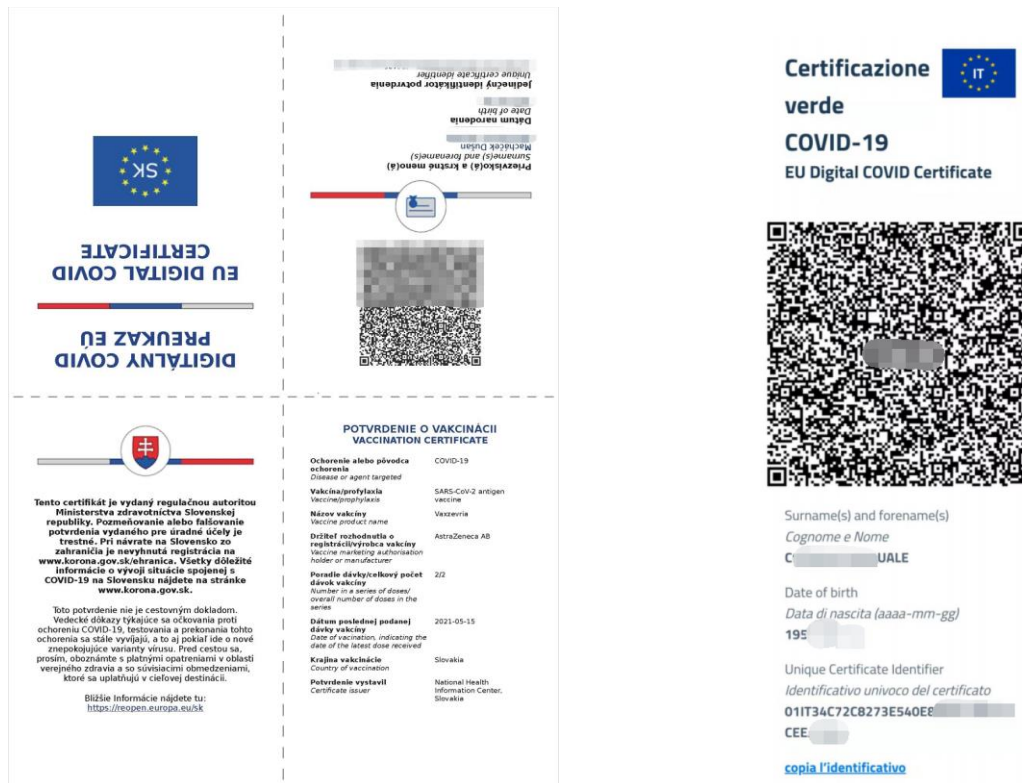 SK
EU DIGITAL COVID
CERTIFICATE
DIGITÁLNY COVID
PREUKAZ EÚ
Jedinečný identifikátor potvrdenia
Unique certificate identifier
Dátum narodenia
Date of birth
Priezvisko(á) a krstné meno(á)
Surname(s) and forename(s)
Macháček Dušan
Tento certifikát je vydaný regulačnou autoritou
Ministerstva zdravotníctva Slovenskej
republiky. Pozmeňovanie alebo falšovanie
potvrdenia vydaného pre úradné účely je
trestné. Pri návrate na Slovensko zo
zahraničia je nevyhnutá registrácia na
www.korona.gov.sk/ehranica. Všetky dôležité
informácie o vývoji situácie spojenej s
COVID-19 na Slovensku nájdete na stránke
www.korona.gov.sk.
Toto potvrdenie nie je cestovným dokladom.
Vedecké dôkazy týkajúce sa očkovania proti
ochoreniu COVID-19, testovania a prekonania tohto
ochorenia sa stále vyvíjajú, a to aj pokiaľ ide o nové
znepokojujúce varianty vírusu. Pred cestou sa,
prosím, oboznámte s platnými opatreniami v oblasti
verejného zdravia a so súvisiacimi obmedzeniami,
ktoré sa uplatňujú v cieľovej destinácii.
Bližšie Informácie nájdete tu:
https://reopen.europa.eu/sk
POTVRDENIE O VAKCINÁCII
VACCINATION CERTIFICATE
Ochorenie alebo pôvodca COVID-19
ochorenia
Disease or agent targeted
Vakcína/profylaxia SARS-CoV-2 antigen
Vaccine/prophylaxis vaccine
Názov vakcíny Vaxzevria
Vaccine product name
Držiteľ rozhodnutia o AstraZeneca AB
registrácii/výrobca vakcíny
Vaccine marketing authorisation
holder or manufacturer
Poradie dávky/celkový počet 2/2
dávok vakcíny
Number in a series of doses/
overall number of doses in the
series
Dátum poslednej podanej 2021-05-15
dávky vakcíny
Date of vacination, indicating the
date of the latest dose received
Krajina vakcinácie Slovakia
Country of vaccination
Potvrdenie vystavil National Health
Certificate issuer Information Center,
Slovakia
Certificazione
verde
COVID-19
EU Digital COVID Certificate
IT
Surname(s) and forename(s)
Cognome e Nome
UALE
Date of birth
Data di nascita (aaaa-mm-gg)
195
Unique Certificate Identifier
Identificativo univoco del certificato
01IT34C72C8273E540E8
CEE
copia l'identificativo